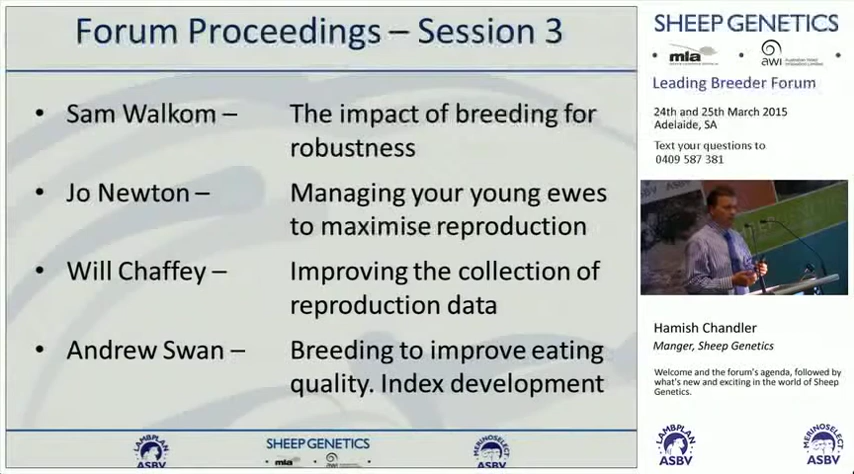 Forum Proceedings – Session 3
• Sam Walkom – The impact of breeding for
robustness
• Jo Newton – Managing your young ewes
to maximise reproduction
• Will Chaffey – Improving the collection of
reproduction data
• Andrew Swan – Breeding to improve eating
quality. Index development
LAMBPLAN
ASBV
SHEEP GENETICS
mla
awi
MERINOSELECT
ASBV
SHEEP GENETICS
mla
awi
Leading Breeder Forum
24th and 25th March 2015
Adelaide, SA
Text your questions to
0409 587 381
ASBV
Hamish Chandler
Manger, Sheep Genetics
Welcome and the forum's agenda, followed by
what's new and exciting in the world of Sheep
Genetics.
LAMBPLAN
ASBV
MERINOSELECT
ASBV